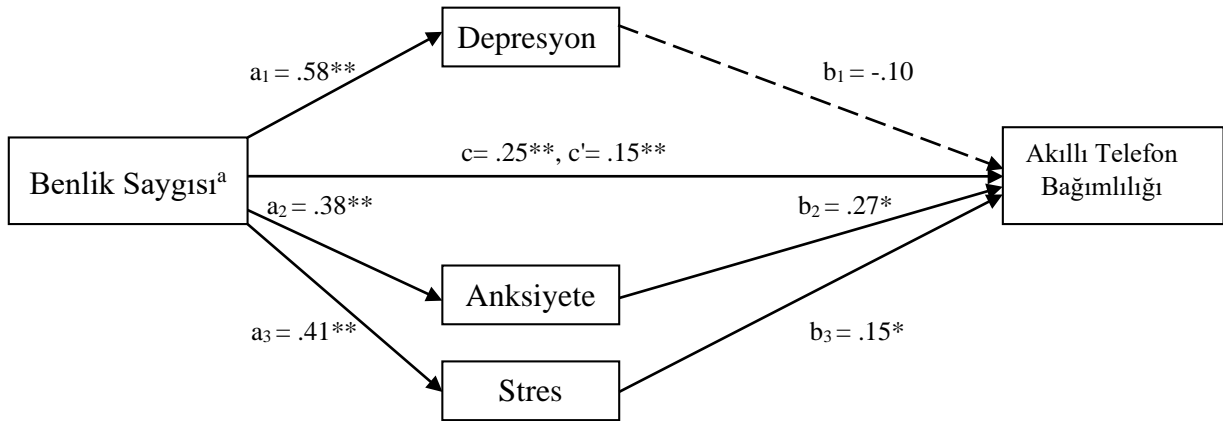 Depresyon
a₁ = .58**
b₁ = -.10
Benlik Saygısıᵃ
c= .25**, c'= .15**
Akıllı Telefon
Bağımlılığı
a₂ = .38**
b₂ = .27*
Anksiyete
a₃ = .41**
b₃ = .15*
Stres